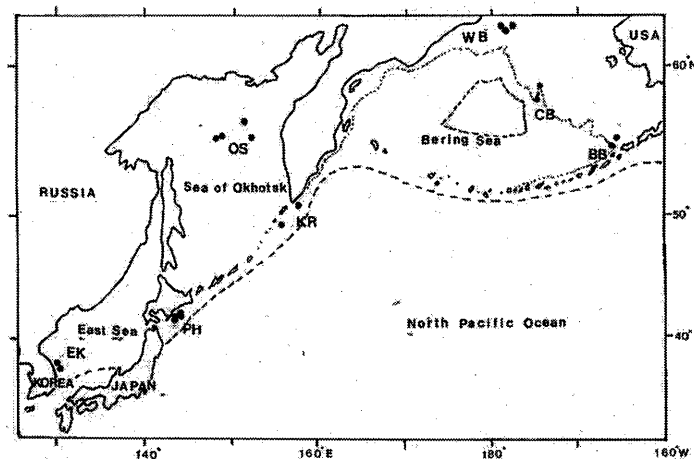 WB
USA
60°N
CB
OS
Bering Sea
BB
RUSSIA
Sea of Okhotsk
50°
KR
East Sea
PH
North Pacific Ocean
40°
EK
KOREA
JAPAN
140° 160°E 180° 160°W